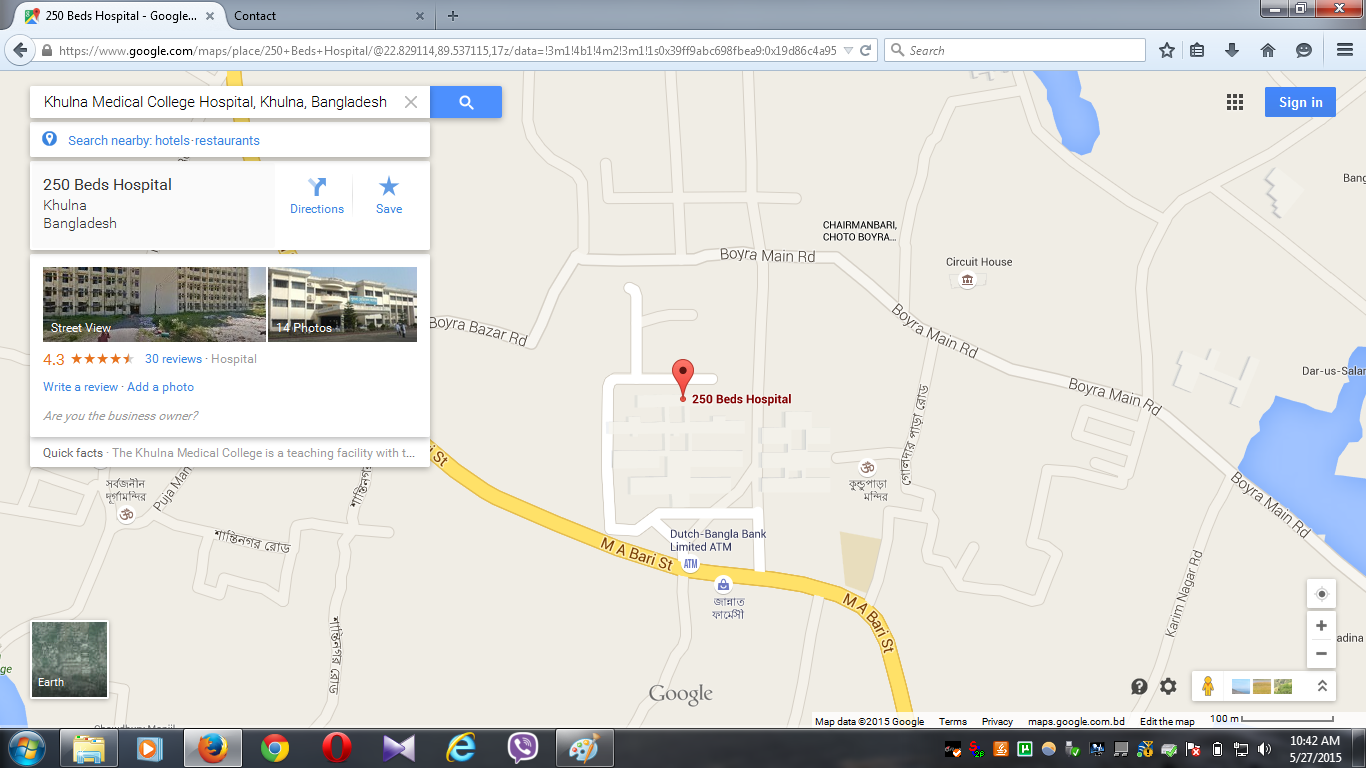 250 Beds Hospital - Google...
Contact
https://www.google.com/maps/place/250+Beds+Hospital/@22.829114,89.537115,17z/data=!3m1!4b1!4m2!3m1!1s0x39ff9abc698fbea9:0x19d86c4a95
Search
Khulna Medical College Hospital, Khulna, Bangladesh
Sign in
Search nearby: hotels·restaurants
250 Beds Hospital
Khulna
Bangladesh
Directions
Save
Street View
14 Photos
4.3
30 reviews · Hospital
Write a review · Add a photo
Are you the business owner?
Quick facts · The Khulna Medical College is a teaching facility with t...
Bang
CHAIRMANBARI,
CHOTO BOYRA...
Boyra Main Rd
Circuit House
Boyra Main Rd
Boyra Bazar Rd
Dar-us-Salar
Boyra Main Rd
250 Beds Hospital
গোলদার পাড়া রোড
i St
সর্বজনীন
দূর্গামন্দির
Puja Man
শান্তিনগর
কুন্ডুপাড়া
মন্দির
Boyra Main Rd
শান্তিনগর রোড
Dutch-Bangla Bank
Limited ATM
M A Bari St
ATM
জান্নাত
ফার্মেসী
M A Bari St
Karim Nagar Rd
শান্তিনগর রোড
adina
ge
Earth
Google
Map data ©2015 Google
Terms
Privacy
maps.google.com.bd
Edit the map
100 m
10:42 AM
5/27/2015